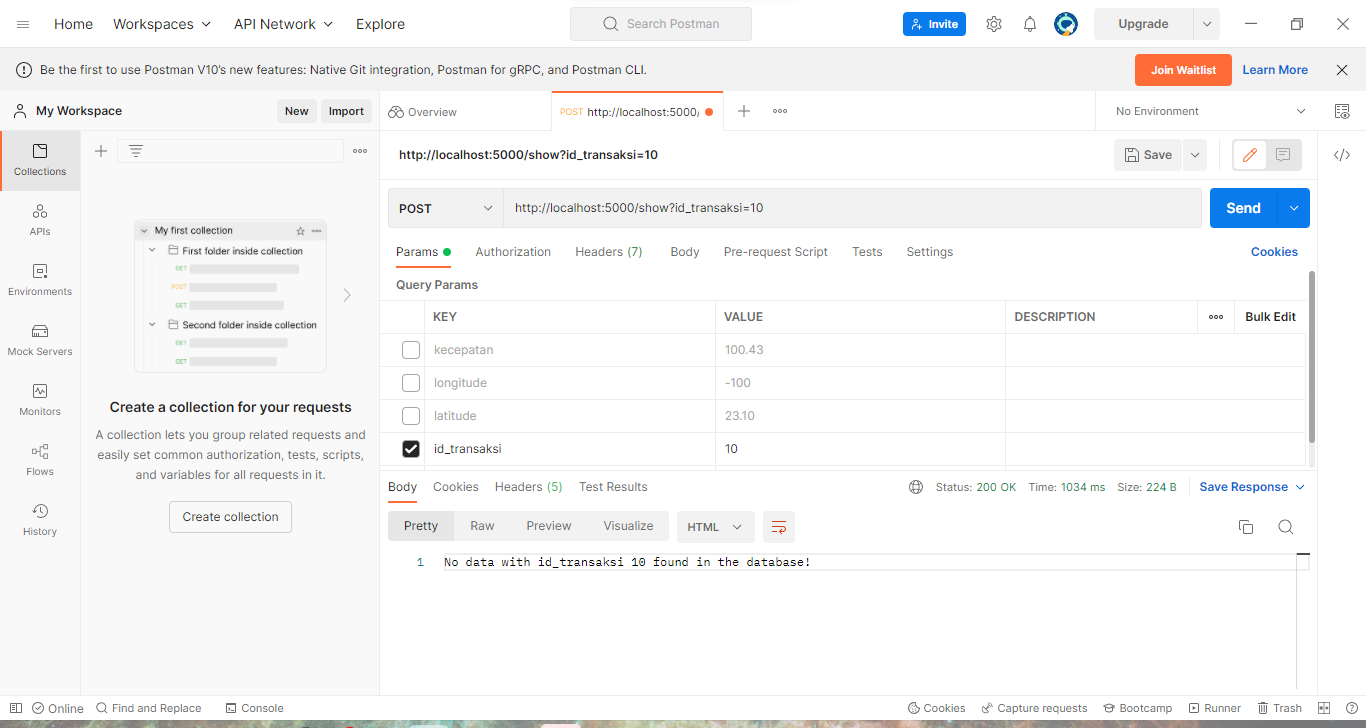 Home Workspaces API Network Explore Search Postman Invite Upgrade
Be the first to use Postman V10's new features: Native Git integration, Postman for gRPC, and Postman CLI. Join Waitlist Learn More
My Workspace New Import Overview POST http://localhost:5000/ No Environment
Collections
APIs
Environments
Mock Servers
Monitors
Flows
History
My first collection
First folder inside collection
GET
POST
GET
Second folder inside collection
GET
GET
Create a collection for your requests
A collection lets you group related requests and
easily set common authorization, tests, scripts,
and variables for all requests in it.
Create collection
http://localhost:5000/show?id_transaksi=10 Save
POST http://localhost:5000/show?id_transaksi=10 Send
Params Authorization Headers (7) Body Pre-request Script Tests Settings Cookies
Query Params
KEY VALUE DESCRIPTION Bulk Edit
kecepatan 100.43
longitude -100
latitude 23.10
id_transaksi 10
Body Cookies Headers (5) Test Results Status: 200 OK Time: 1034 ms Size: 224 B Save Response
Pretty Raw Preview Visualize HTML
1 No data with id_transaksi 10 found in the database!
Online Find and Replace Console Cookies Capture requests Bootcamp Runner Trash